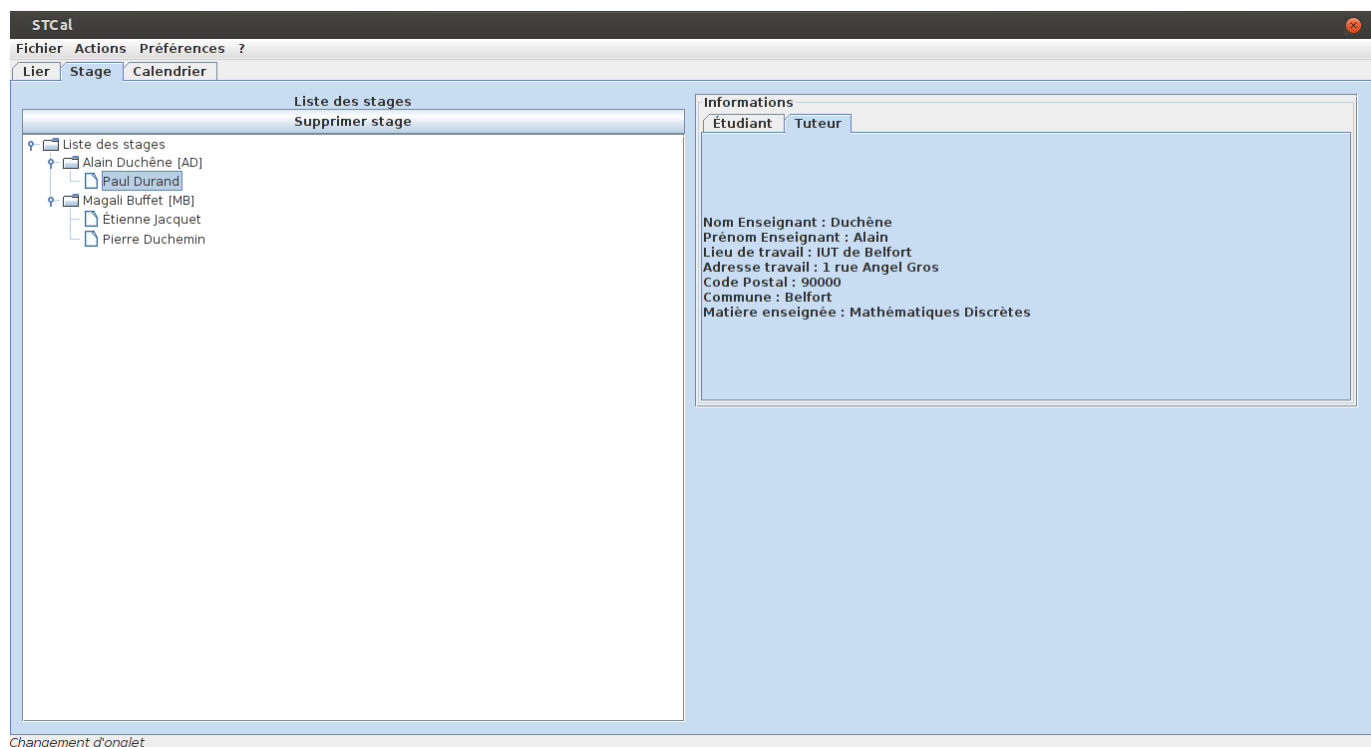 STCal
Fichier Actions Préférences ?
Lier Stage Calendrier
Liste des stages
Supprimer stage
Liste des stages
Alain Duchêne [AD]
Paul Durand
Magali Buffet [MB]
Étienne Jacquet
Pierre Duchemin
Informations
Étudiant Tuteur
Nom Enseignant : Duchêne
Prénom Enseignant : Alain
Lieu de travail : IUT de Belfort
Adresse travail : 1 rue Angel Gros
Code Postal : 90000
Commune : Belfort
Matière enseignée : Mathématiques Discrètes
Changement d'onglet